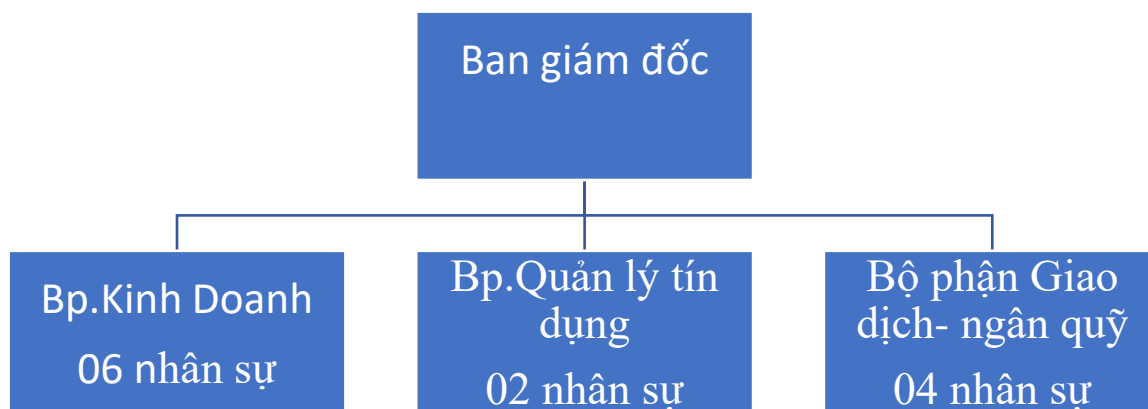 Ban giám đốc
Bp.Kinh Doanh
06 nhân sự
Bp.Quản lý tín
dụng
02 nhân sự
Bộ phận Giao
dịch- ngân quỹ
04 nhân sự